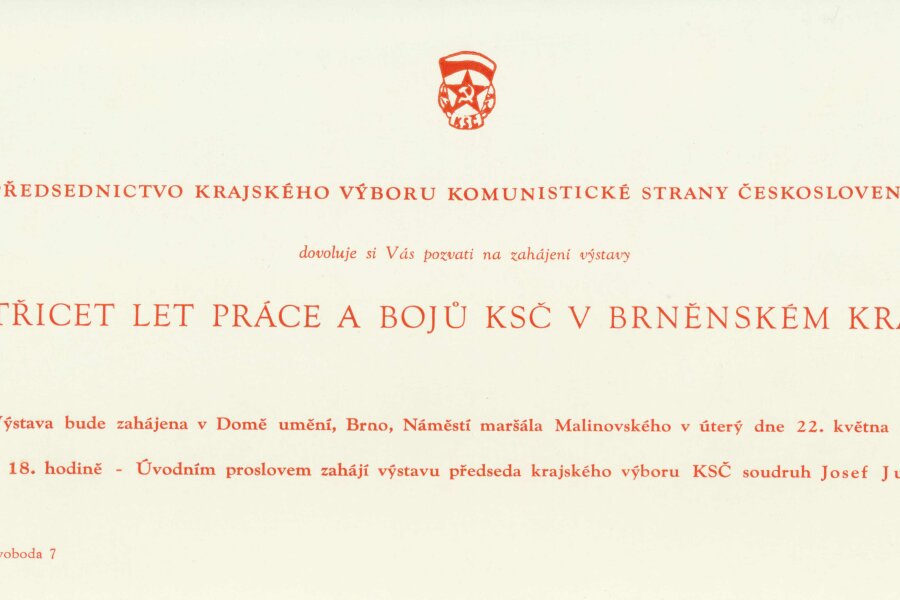 KSČ
ŘEDSEDNICTVO KRAJSKÉHO VÝBORU KOMUNISTICKÉ STRANY ČESKOSLOVEN
dovoluje si Vás pozvati na zahájení výstavy
TŘICET LET PRÁCE A BOJŮ KSČ V BRNĚNSKÉM KRA
Výstava bude zahájena v Domě umění, Brno, Náměstí maršála Malinovského v úterý dne 22. května
18. hodině - Úvodním proslovem zahájí výstavu předseda krajského výboru KSČ soudruh Josef Ju
voboda 7